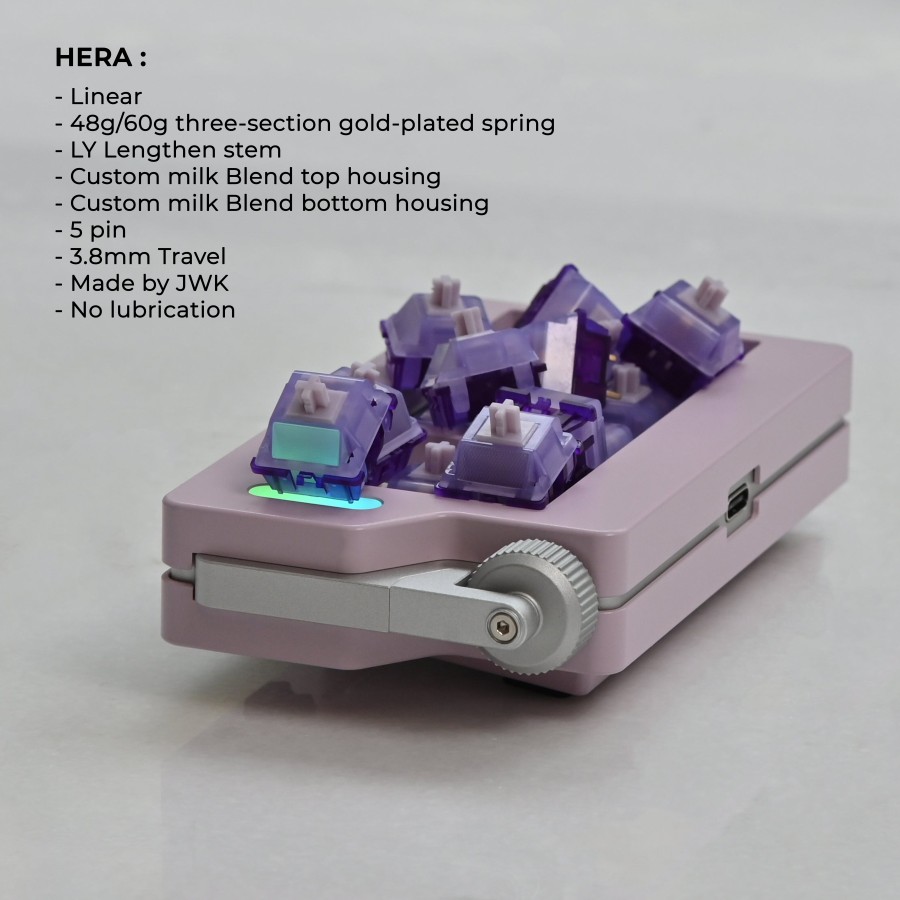 HERA :
- Linear
- 48g/60g three-section gold-plated spring
- LY Lengthen stem
- Custom milk Blend top housing
- Custom milk Blend bottom housing
- 5 pin
- 3.8mm Travel
- Made by JWK
- No lubrication